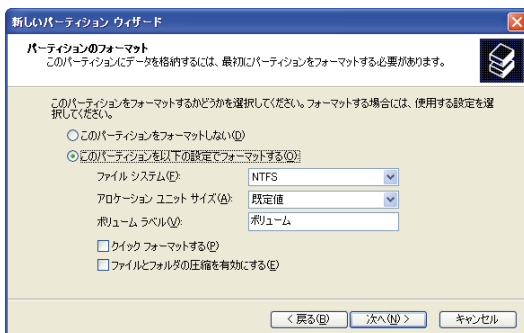 新しいパーティション ウィザード
パーティションのフォーマット
このパーティションにデータを格納するには、最初にパーティションをフォーマットする必要があります。
このパーティションをフォーマットするかどうかを選択してください。フォーマットする場合には、使用する設定を選
択してください。
このパーティションをフォーマットしない(D)
このパーティションを以下の設定でフォーマットする(O)
ファイル システム(F): NTFS
アロケーション ユニット サイズ(A): 既定値
ボリューム ラベル(V): ボリューム
クイック フォーマットする(P)
ファイルとフォルダの圧縮を有効にする(E)
< 戻る(B) 次へ(N) > キャンセル